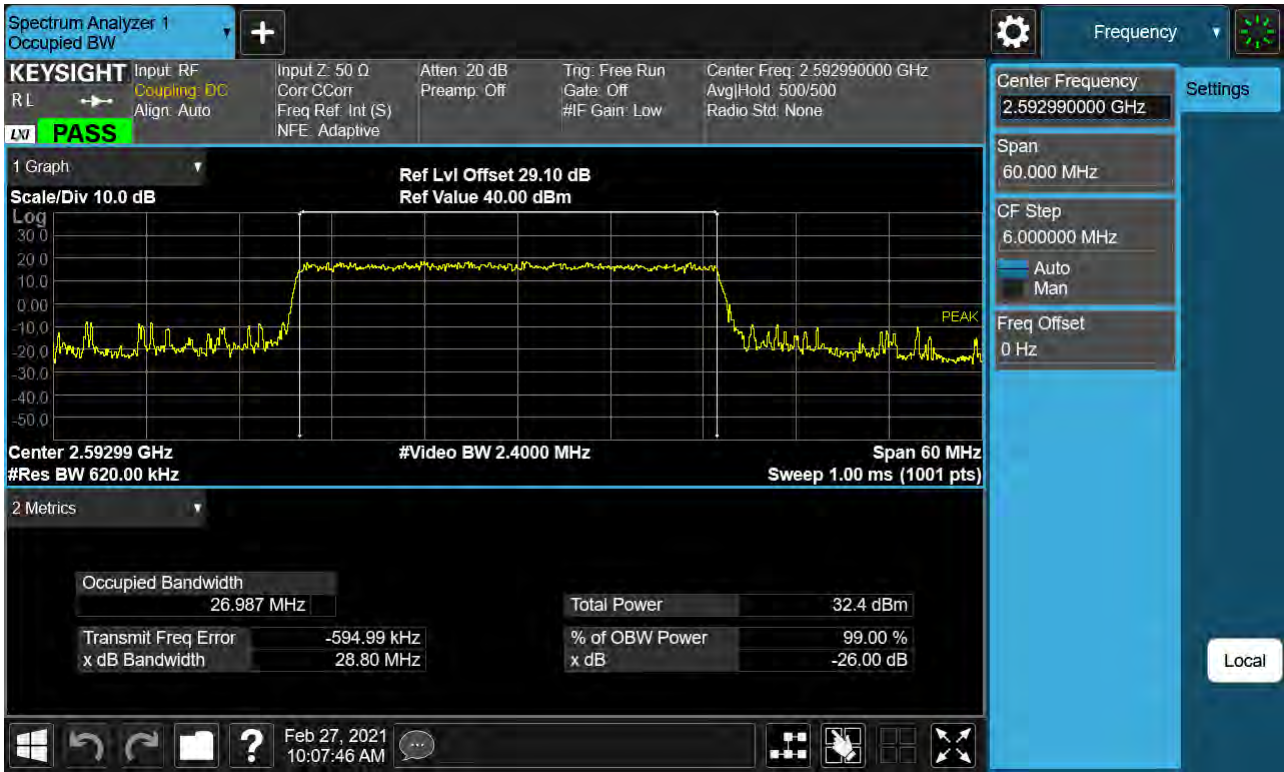 Spectrum Analyzer 1
Occupied BW
Frequency
KEYSIGHT
R L
LXI
PASS
Input: RF
Coupling: DC
Align: Auto
Input Z: 50 Ω
Corr CCorr
Freq Ref: Int (S)
NFE: Adaptive
Atten: 20 dB
Preamp: Off
Trig: Free Run
Gate: Off
#IF Gain: Low
Center Freq: 2.592990000 GHz
Avg|Hold: 500/500
Radio Std: None
1 Graph
Scale/Div 10.0 dB
Ref Lvl Offset 29.10 dB
Ref Value 40.00 dBm
Log
30.0
20.0
10.0
0.00
-10.0
-20.0
-30.0
-40.0
-50.0
PEAK
Center 2.59299 GHz
#Video BW 2.4000 MHz
Span 60 MHz
#Res BW 620.00 kHz
Sweep 1.00 ms (1001 pts)
2 Metrics
Occupied Bandwidth
26.987 MHz
Total Power 32.4 dBm
Transmit Freq Error -594.99 kHz
% of OBW Power 99.00 %
x dB Bandwidth 28.80 MHz
x dB -26.00 dB
Center Frequency
2.592990000 GHz
Span
60.000 MHz
CF Step
6.000000 MHz
Auto
Man
Freq Offset
0 Hz
Settings
Local
?
Feb 27, 2021
10:07:46 AM